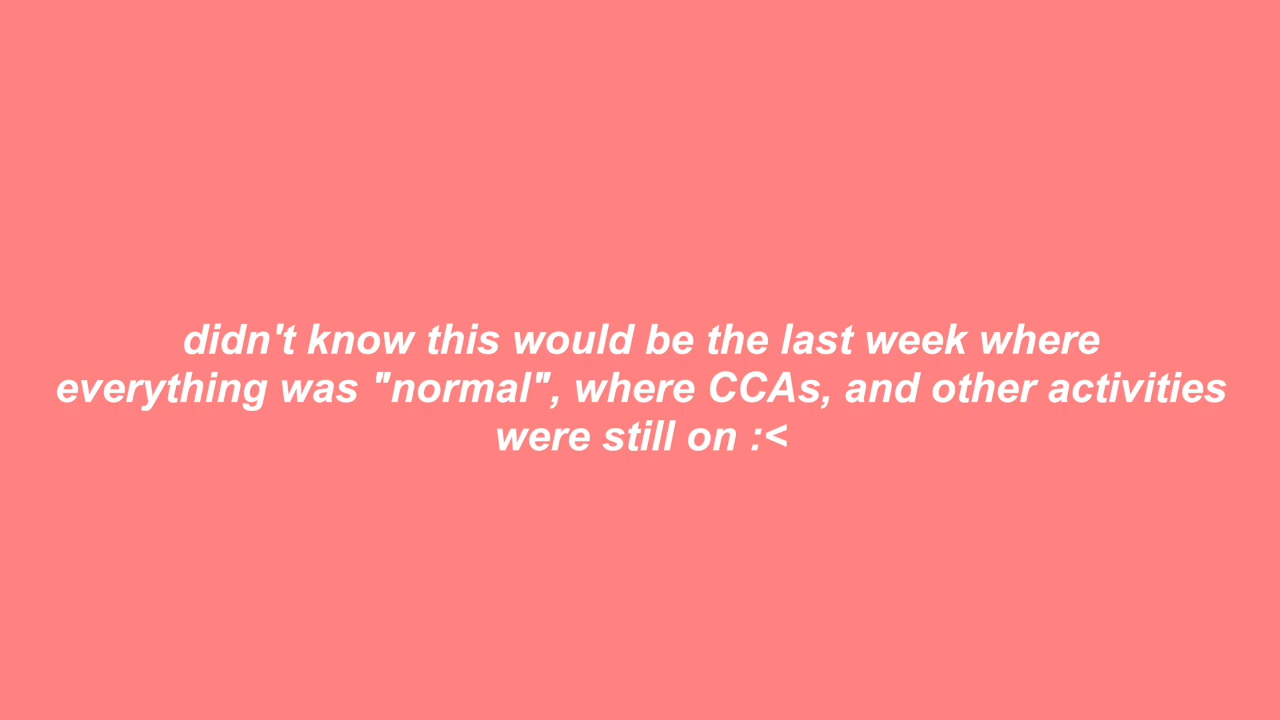 didn't know this would be the last week where
everything was "normal", where CCAs, and other activities
were still on :<